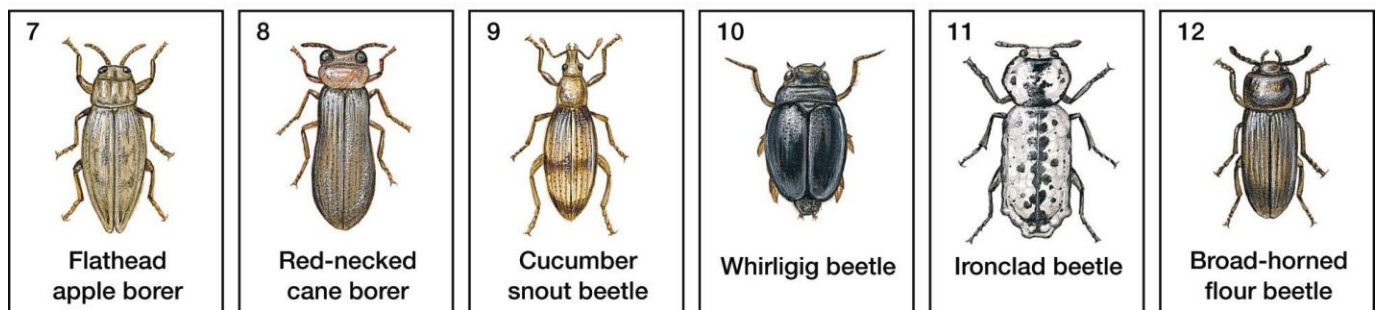 7
Flathead
apple borer
8
Red-necked
cane borer
9
Cucumber
snout beetle
10
Whirligig beetle
11
Ironclad beetle
12
Broad-horned
flour beetle